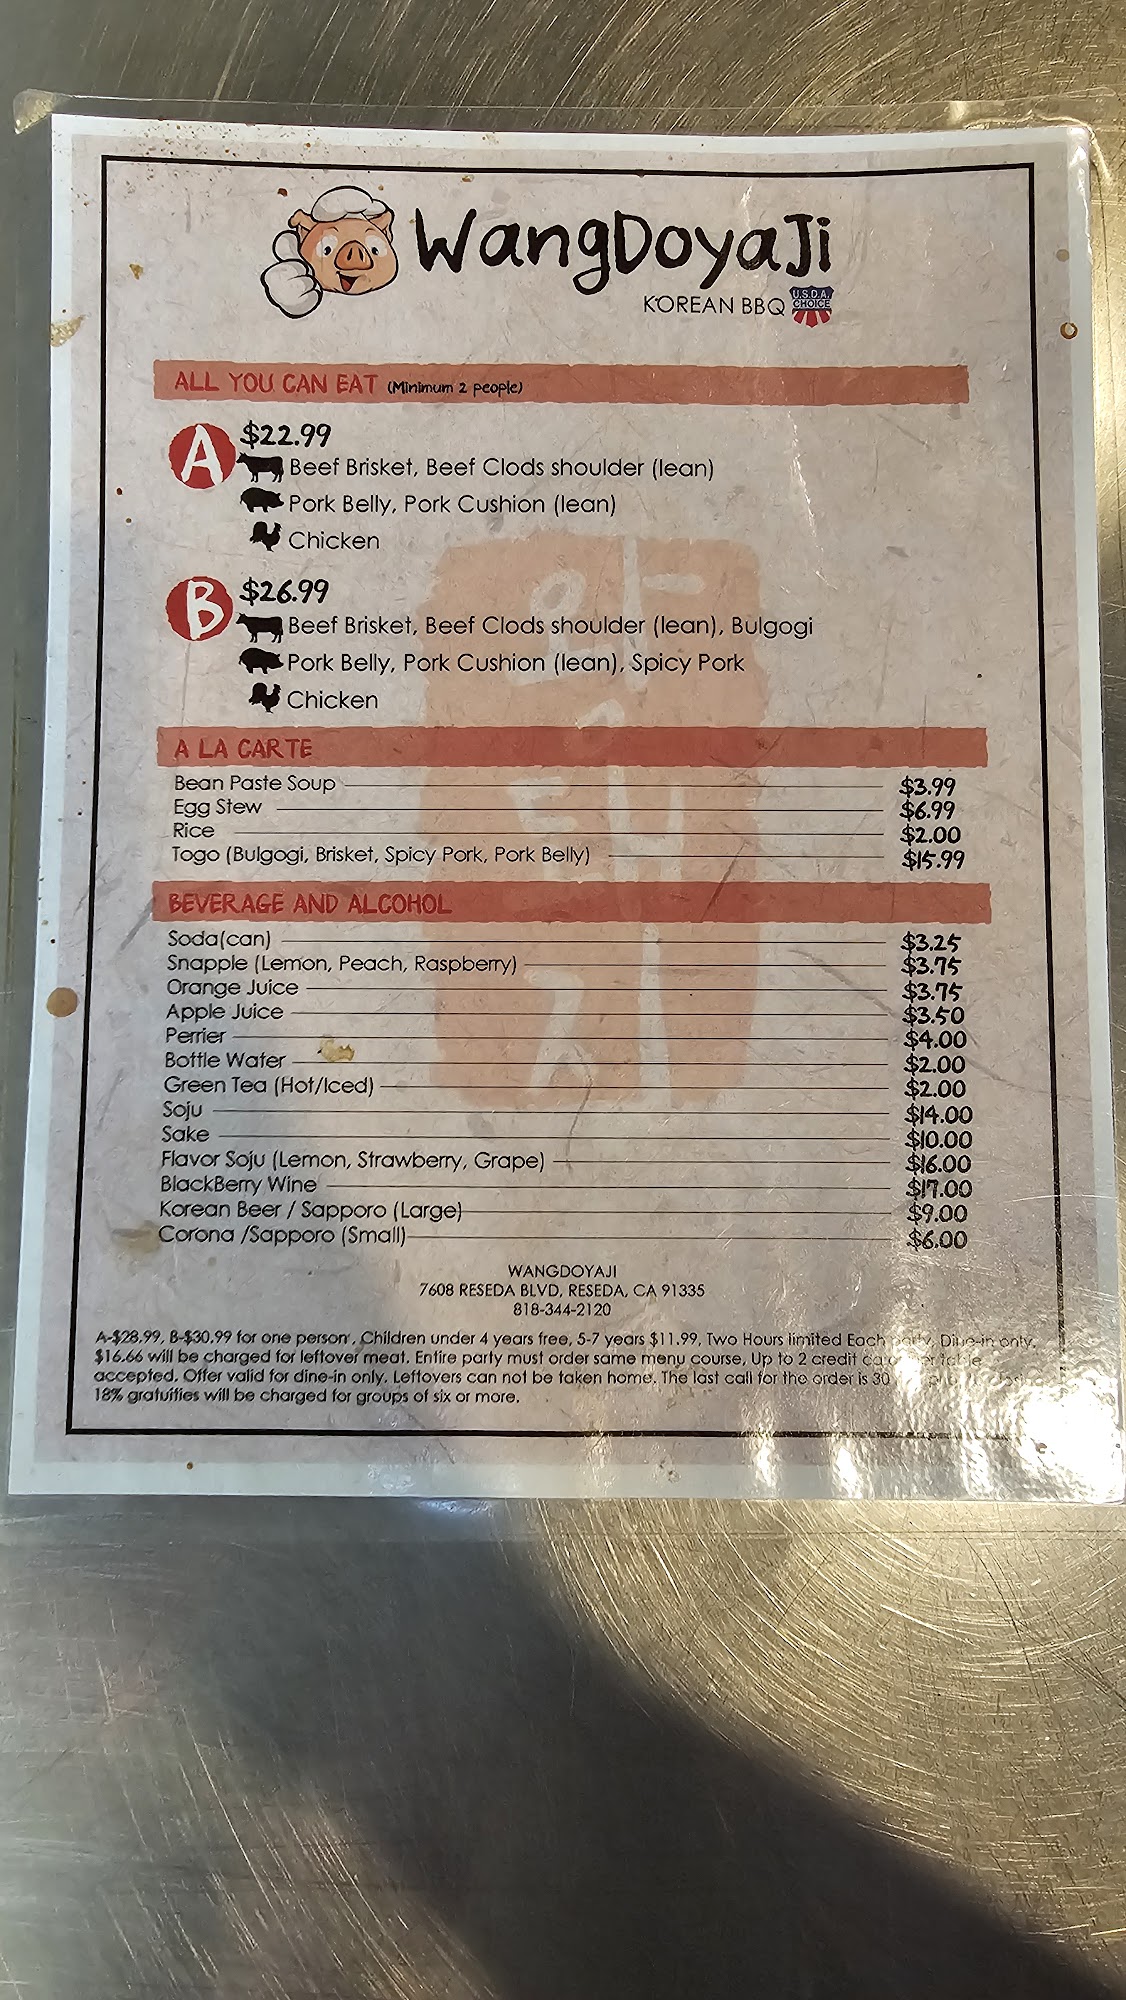 WangDoyaJi
KOREAN BBQ
U.S.D.A.
CHOICE
ALL YOU CAN EAT (Minimum 2 people)
A $22.99
Beef Brisket, Beef Clods shoulder (lean)
Pork Belly, Pork Cushion (lean)
Chicken
B $26.99
Beef Brisket, Beef Clods shoulder (lean), Bulgogi
Pork Belly, Pork Cushion (lean), Spicy Pork
Chicken
A LA CARTE
Bean Paste Soup $3.99
Egg Stew $6.99
Rice $2.00
Togo (Bulgogi, Brisket, Spicy Pork, Pork Belly) $15.99
BEVERAGE AND ALCOHOL
Soda(can) $3.25
Snapple (Lemon, Peach, Raspberry) $3.75
Orange Juice $3.75
Apple Juice $3.50
Perrier $4.00
Bottle Water $2.00
Green Tea (Hot/Iced) $2.00
Soju $14.00
Sake $10.00
Flavor Soju (Lemon, Strawberry, Grape) $16.00
BlackBerry Wine $17.00
Korean Beer / Sapporo (Large) $9.00
Corona /Sapporo (Small) $6.00
WANGDOYAJI
7608 RESEDA BLVD, RESEDA, CA 91335
818-344-2120
A-$28.99, B-$30.99 for one person, Children under 4 years free, 5-7 years $11.99, Two Hours limited Each party, Dine-in only.
$16.66 will be charged for leftover meat. Entire party must order same menu course, Up to 2 credit table
accepted. Offer valid for dine-in only. Leftovers can not be taken home. The last call for the order is 30
18% gratuities will be charged for groups of six or more.